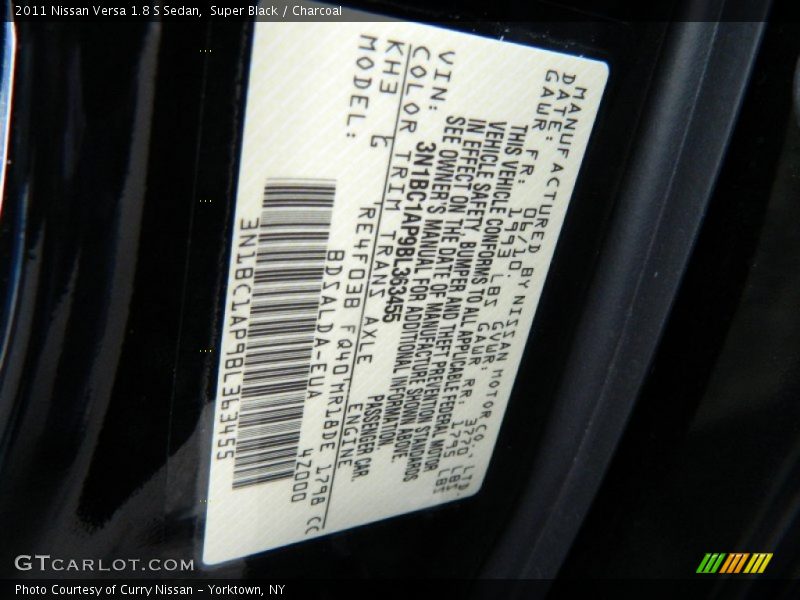 2011 Nissan Versa 1.8 S Sedan,  Super Black / Charcoal
MANUFACTURED BY NISSAN MOTOR CO., LTD
DATE: 06/10. GVWR: 3770 LBS
GAWR FR: 1993 LBS GAWR RR: 1795 LBS
THIS VEHICLE CONFORMS TO ALL APPLICABLE FEDERAL MOTOR
VEHICLE SAFETY, BUMPER AND THEFT PREVENTION STANDARDS
IN EFFECT ON THE DATE OF MANUFACTURE SHOWN ABOVE.
SEE OWNER'S MANUAL FOR ADDITIONAL INFORMATION.
VIN: 3N1BC1AP9BL363455 PASSENGER CAR.
COLOR TRIM TRANS AXLE ENGINE
KH3 G RE4F03B FQ40 MR18DE 1798 CC
MODEL: BDSALDA-EUA
47000
3N1BC1AP9BL363455
GTCARLOT.COM
Photo Courtesy of Curry Nissan - Yorktown, NY